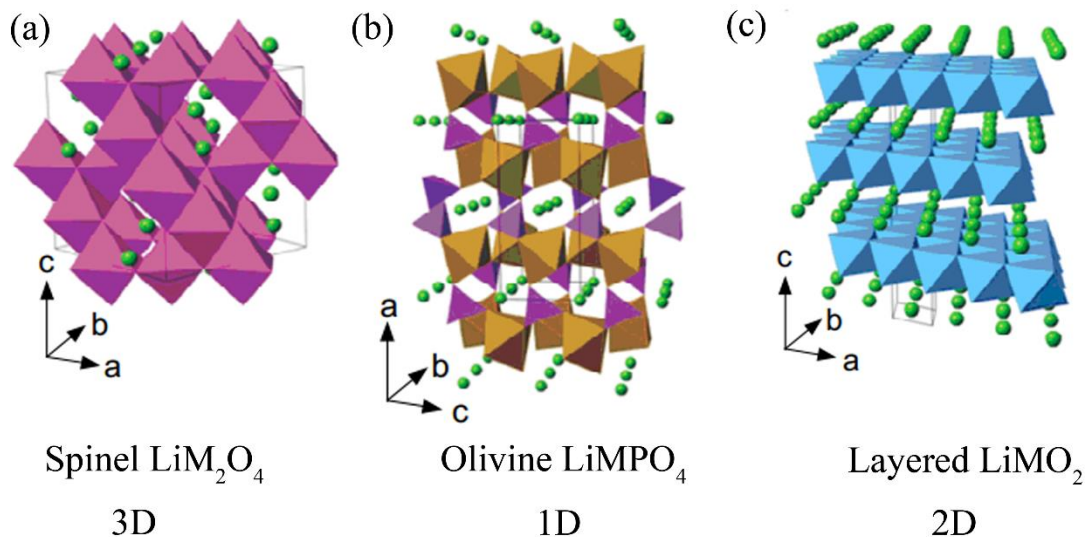 (a)
c
b
a
Spinel LiM₂O₄
3D
(b)
a
b
c
Olivine LiMPO₄
1D
(c)
c
b
a
Layered LiMO₂
2D